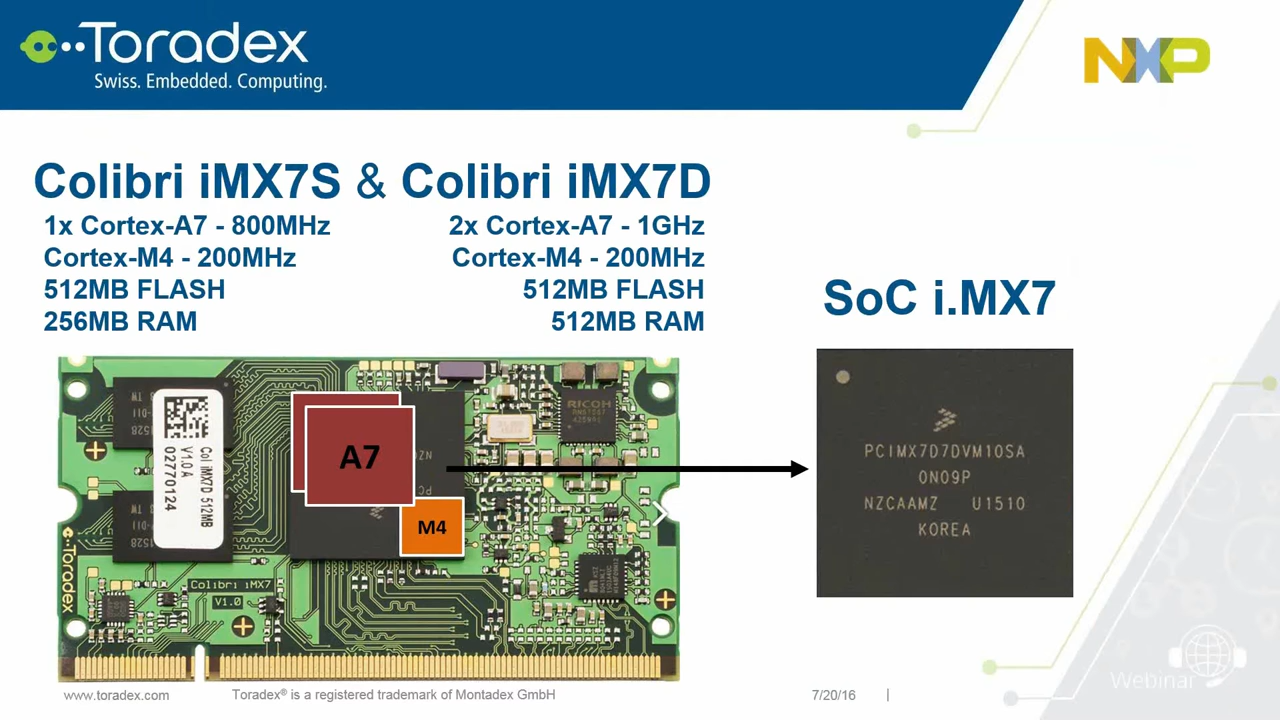 Toradex
Swiss. Embedded. Computing.
NXP
Colibri iMX7S & Colibri iMX7D
1x Cortex-A7 - 800MHz
2x Cortex-A7 - 1GHz
Cortex-M4 - 200MHz
Cortex-M4 - 200MHz
512MB FLASH
512MB FLASH
256MB RAM
512MB RAM
SoC i.MX7
Col iMX7D 512MB
V1.0 A
02770124
1528
1528
RICOH
A7
M4
PCIMX7D7DVM10SA
0N09P
NZCAAMZ U1510
KOREA
Toradex
Colibri iMX7
V1.0
www.toradex.com
Toradex® is a registered trademark of Montadex GmbH
7/20/16 |
Webinar